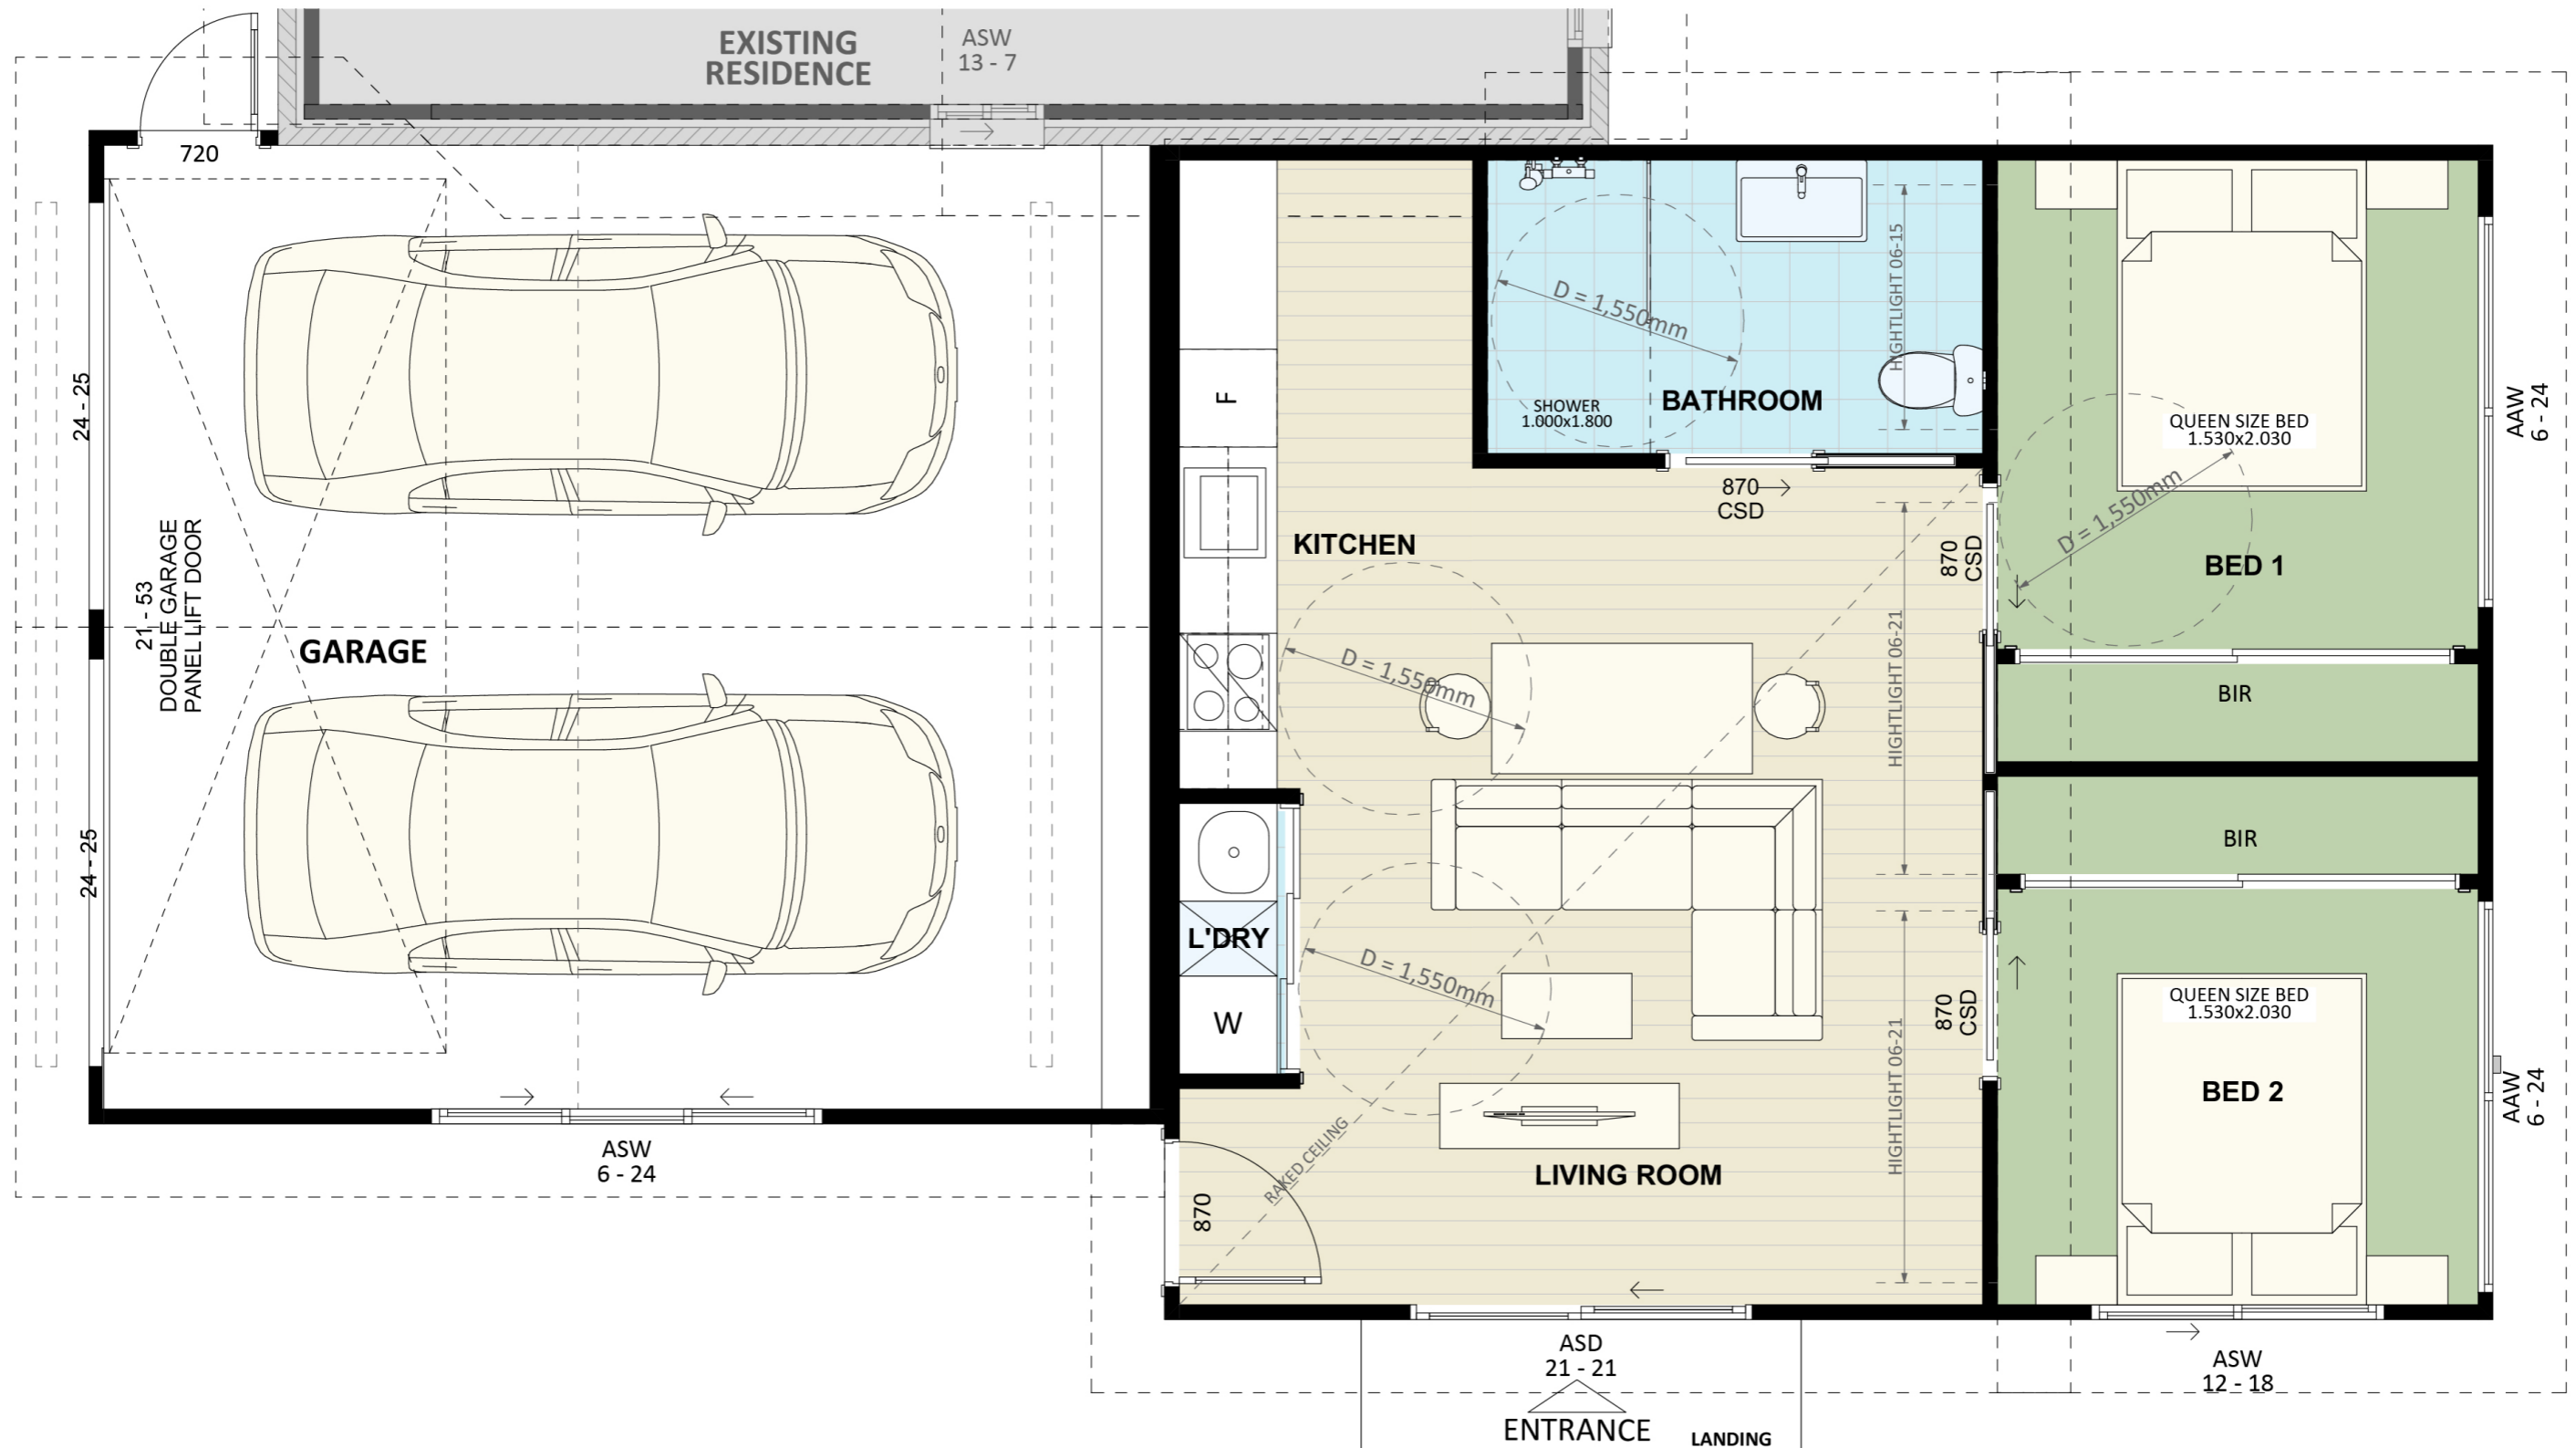 EXISTING
RESIDENCE
ASW
13 - 7
720
24 - 25
24 - 25
21 - 53
DOUBLE GARAGE
PANEL LIFT DOOR
GARAGE
ASW
6 - 24
F
KITCHEN
D = 1,550mm
L'DRY
W
D = 1,550mm
870
RAKED CEILING
LIVING ROOM
D = 1,550mm
SHOWER
1.000x1.800
BATHROOM
HIGHTLIGHT 06-15
870
CSD
870
CSD
HIGHTLIGHT 06-21
870
CSD
HIGHTLIGHT 06-21
QUEEN SIZE BED
1.530x2.030
D = 1,550mm
BED 1
BIR
BIR
QUEEN SIZE BED
1.530x2.030
BED 2
AAW
6 - 24
AAW
6 - 24
ASD
21 - 21
ENTRANCE
LANDING
ASW
12 - 18